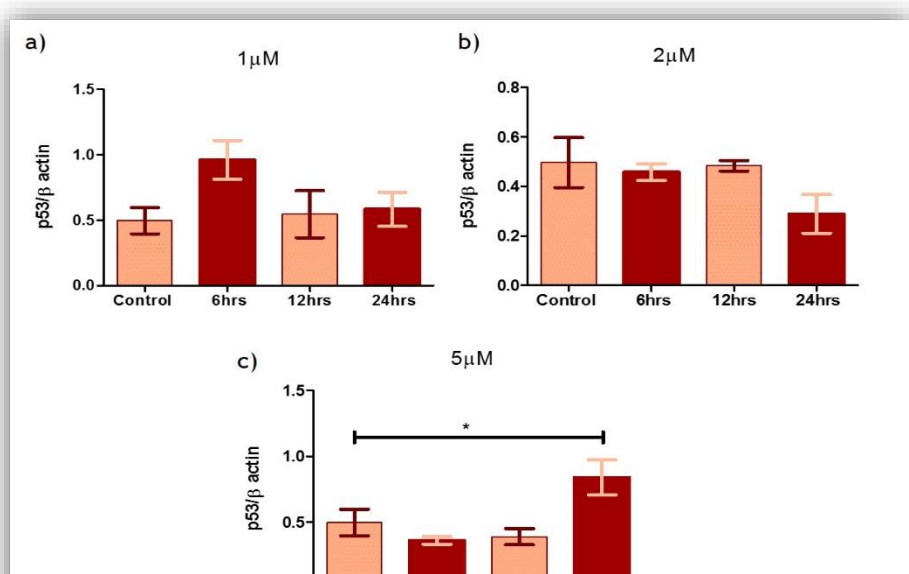 a)
1μM
p53/β actin
1.5
1.0
0.5
0.0
Control 6hrs 12hrs 24hrs
b)
2μM
p53/β actin
0.8
0.6
0.4
0.2
0.0
Control 6hrs 12hrs 24hrs
c)
5μM
p53/β actin
1.5
1.0
0.5
*